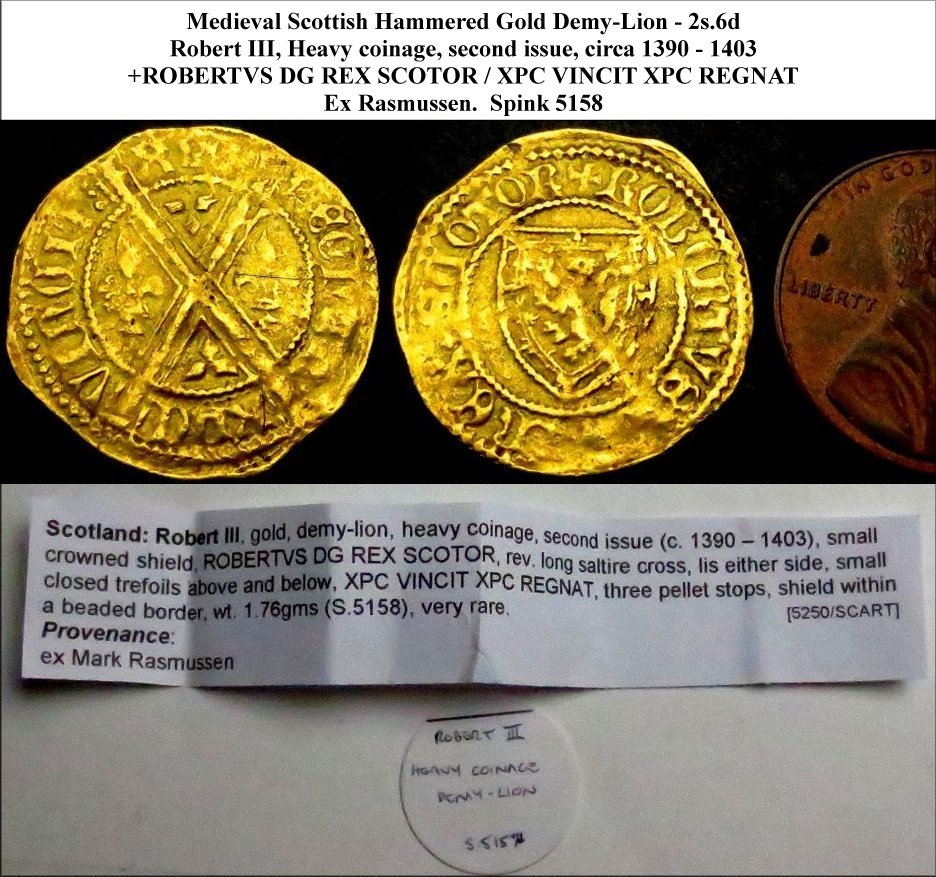 Medieval Scottish Hammered Gold Demy-Lion - 2s.6d
Robert III, Heavy coinage, second issue, circa 1390 - 1403
+ROBERTVS DG REX SCOTOR / XPC VINCIT XPC REGNAT
Ex Rasmussen.  Spink 5158
IN GOD
LIBERTY
Scotland: Robert III, gold, demy-lion, heavy coinage, second issue (c. 1390 – 1403), small
crowned shield, ROBERTVS DG REX SCOTOR, rev. long saltire cross, lis either side, small
closed trefoils above and below, XPC VINCIT XPC REGNAT, three pellet stops, shield within
a beaded border, wt. 1.76gms (S.5158), very rare.
[5250/SCART]
Provenance:
ex Mark Rasmussen
ROBERT III
HEAVY COINAGE
DEMY-LION